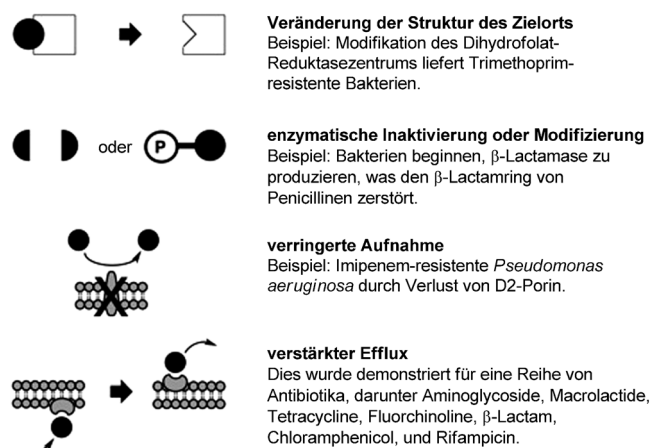 Veränderung der Struktur des Zielorts
Beispiel: Modifikation des Dihydrofolat-
Reduktasezentrums liefert Trimethoprim-
resistente Bakterien.
oder
P
enzymatische Inaktivierung oder Modifizierung
Beispiel: Bakterien beginnen, β-Lactamase zu
produzieren, was den β-Lactamring von
Penicillinen zerstört.
verringerte Aufnahme
Beispiel: Imipenem-resistente Pseudomonas
aeruginosa durch Verlust von D2-Porin.
verstärkter Efflux
Dies wurde demonstriert für eine Reihe von
Antibiotika, darunter Aminoglycoside, Macrolactide,
Tetracycline, Fluorchinoline, β-Lactam,
Chloramphenicol, und Rifampicin.